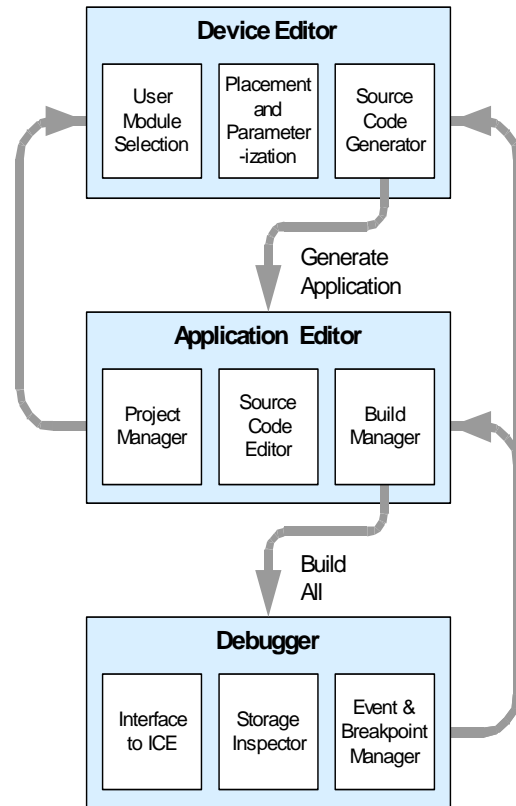 Device Editor
User
Module
Selection
Placement
and
Parameter
-ization
Source
Code
Generator
Generate
Application
Application Editor
Project
Manager
Source
Code
Editor
Build
Manager
Build
All
Debugger
Interface
to ICE
Storage
Inspector
Event &
Breakpoint
Manager